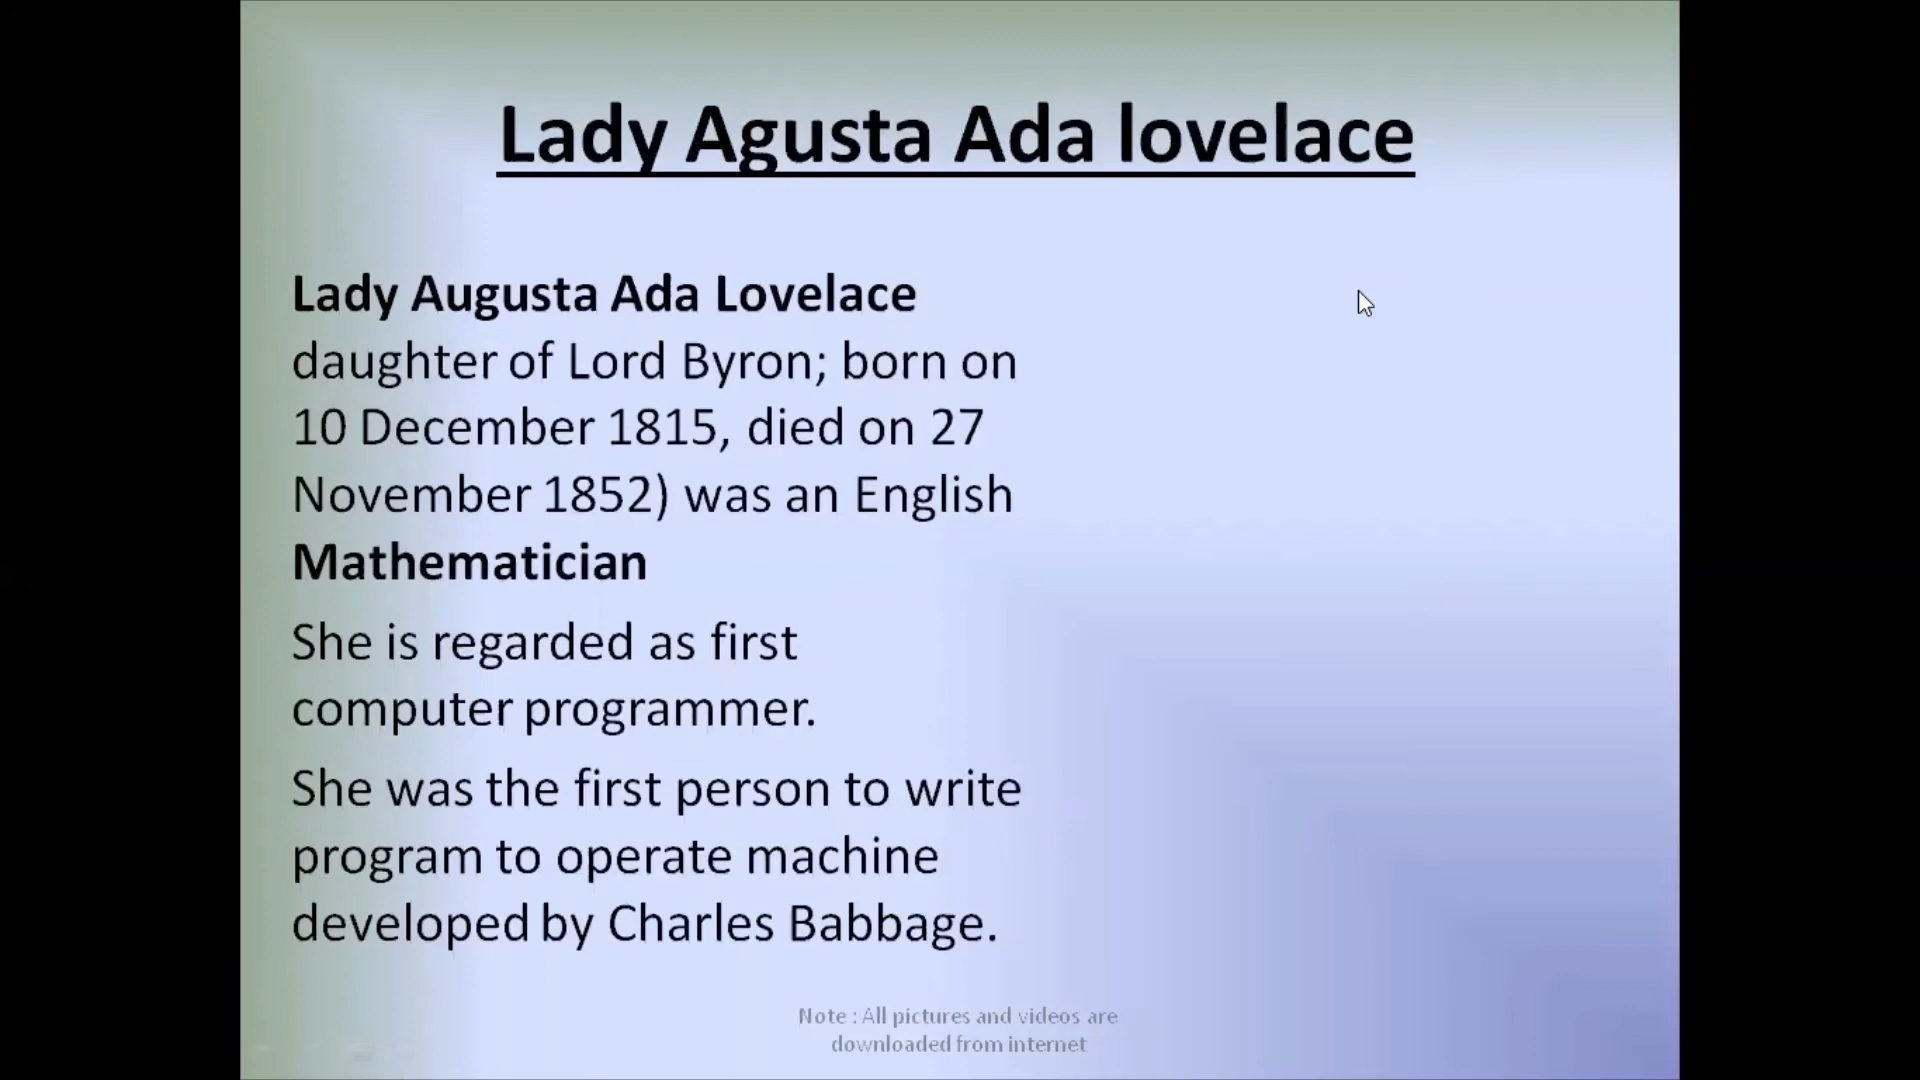 Lady Agusta Ada lovelace
Lady Augusta Ada Lovelace
daughter of Lord Byron; born on
10 December 1815, died on 27
November 1852) was an English
Mathematician
She is regarded as first
computer programmer.
She was the first person to write
program to operate machine
developed by Charles Babbage.
Note : All pictures and videos are
downloaded from internet